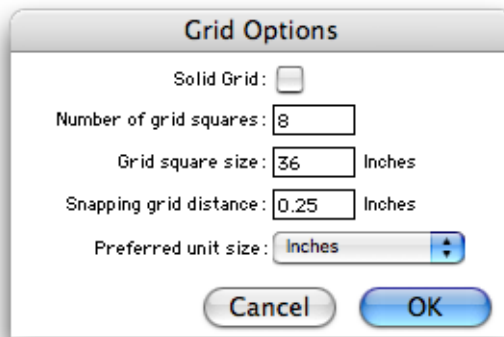 Grid Options
Solid Grid:
Number of grid squares: 8
Grid square size: 36 Inches
Snapping grid distance: 0.25 Inches
Preferred unit size: Inches
Cancel OK